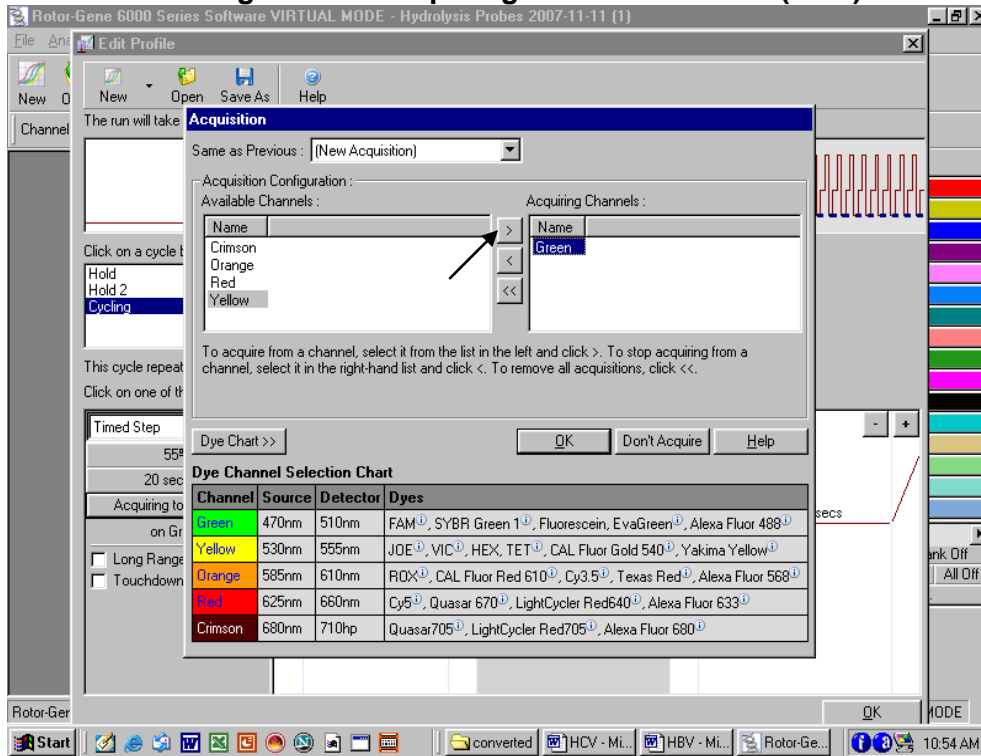 Rotor-Gene 6000 Series Software VIRTUAL MODE - Hydrolysis Probes 2007-11-11 (1)
File Ana
Edit Profile
New
New Open Save As Help
Channel
The run will take
Acquisition
Same as Previous : (New Acquisition)
Acquisition Configuration :
Available Channels :
Name
Crimson
Orange
Red
Yellow
>
<
<<
Acquiring Channels :
Name
Green
To acquire from a channel, select it from the list in the left and click >. To stop acquiring from a
channel, select it in the right-hand list and click <. To remove all acquisitions, click <<.
Dye Chart >> OK Don't Acquire Help
Dye Channel Selection Chart
Channel Source Detector Dyes
Green 470nm 510nm FAM, SYBR Green 1, Fluorescein, EvaGreen, Alexa Fluor 488
Yellow 530nm 555nm JOE, VIC, HEX, TET, CAL Fluor Gold 540, Yakima Yellow
Orange 585nm 610nm ROX, CAL Fluor Red 610, Cy3.5, Texas Red, Alexa Fluor 568
Red 625nm 660nm Cy5, Quasar 670, LightCycler Red640, Alexa Fluor 633
Crimson 680nm 710hp Quasar705, LightCycler Red705, Alexa Fluor 680
Click on a cycle b
Hold
Hold 2
Cycling
This cycle repeat
Click on one of th
Timed Step
55º
20 sec
Acquiring to
on Gr
Long Range
Touchdown
- +
secs
ank Off
All Off
OK
Rotor-Ger
MODE
Start converted HCV - Mi... HBV - Mi... Rotor-Ge... 10:54 AM